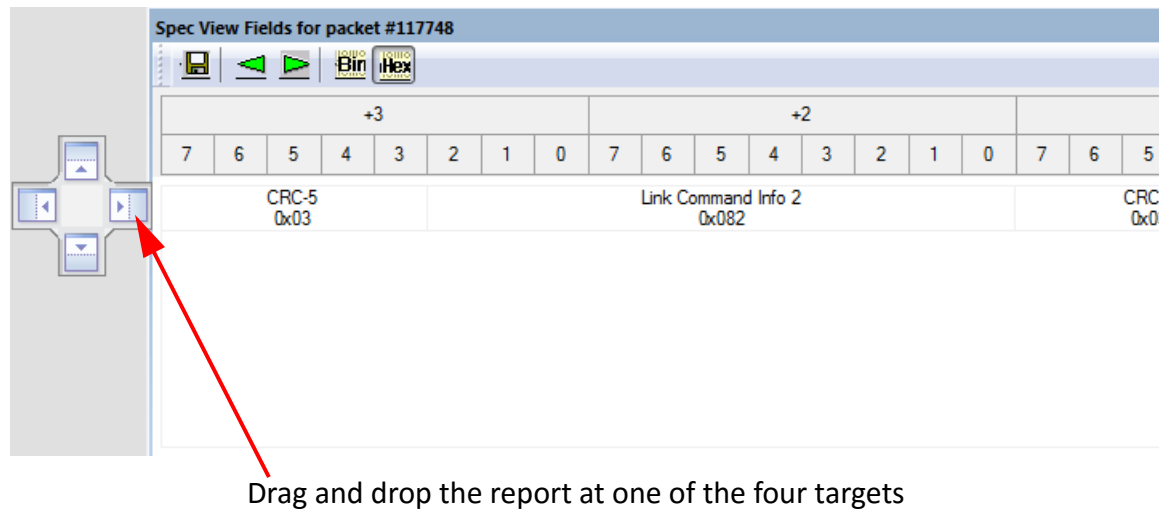 Spec View Fields for packet #117748
Bin Hex
+3 +2
7 6 5 4 3 2 1 0 7 6 5 4 3 2 1 0 7 6 5
CRC-5 Link Command Info 2 CRC
0x03 0x082 0x0
Drag and drop the report at one of the four targets